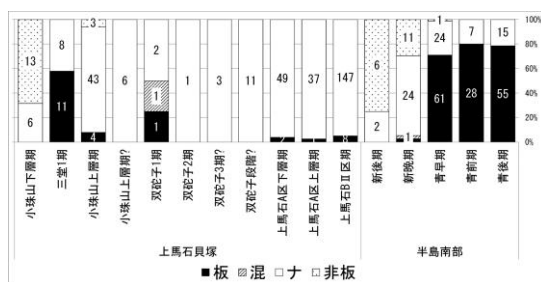 13 8 3 2 3 11 49 37 147 6 11 1 24 7 15 100%
6 11 43 6 1 1 24 61 28 55 80%
4 1 2 8 2 1 60%
40%
20%
0%
小珠山下層期
三堂1期
小珠山上層期
小珠山上層期?
双砣子1期
双砣子2期
双砣子3期?
双砣子段階?
上馬石A区下層期
上馬石A区上層期
上馬石BⅡ区期
新後期
新晩期
青早期
青前期
青後期
上馬石貝塚 半島南部
■板 ▨混 □ナ 非板